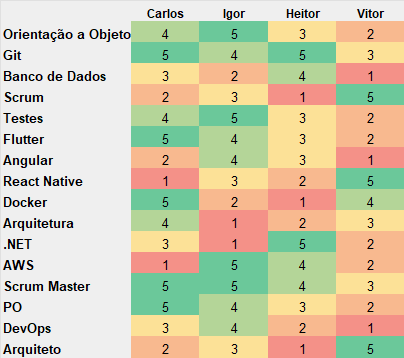 Carlos Igor Heitor Vitor
Orientação a Objeto 4 5 3 2
Git 5 4 5 3
Banco de Dados 3 2 4 1
Scrum 2 3 1 5
Testes 4 5 3 2
Flutter 5 4 3 2
Angular 2 4 3 1
React Native 1 3 2 5
Docker 5 2 1 4
Arquitetura 4 1 2 3
.NET 3 1 5 2
AWS 1 5 4 2
Scrum Master 5 5 4 3
PO 5 4 3 2
DevOps 3 4 2 1
Arquiteto 2 3 4 5